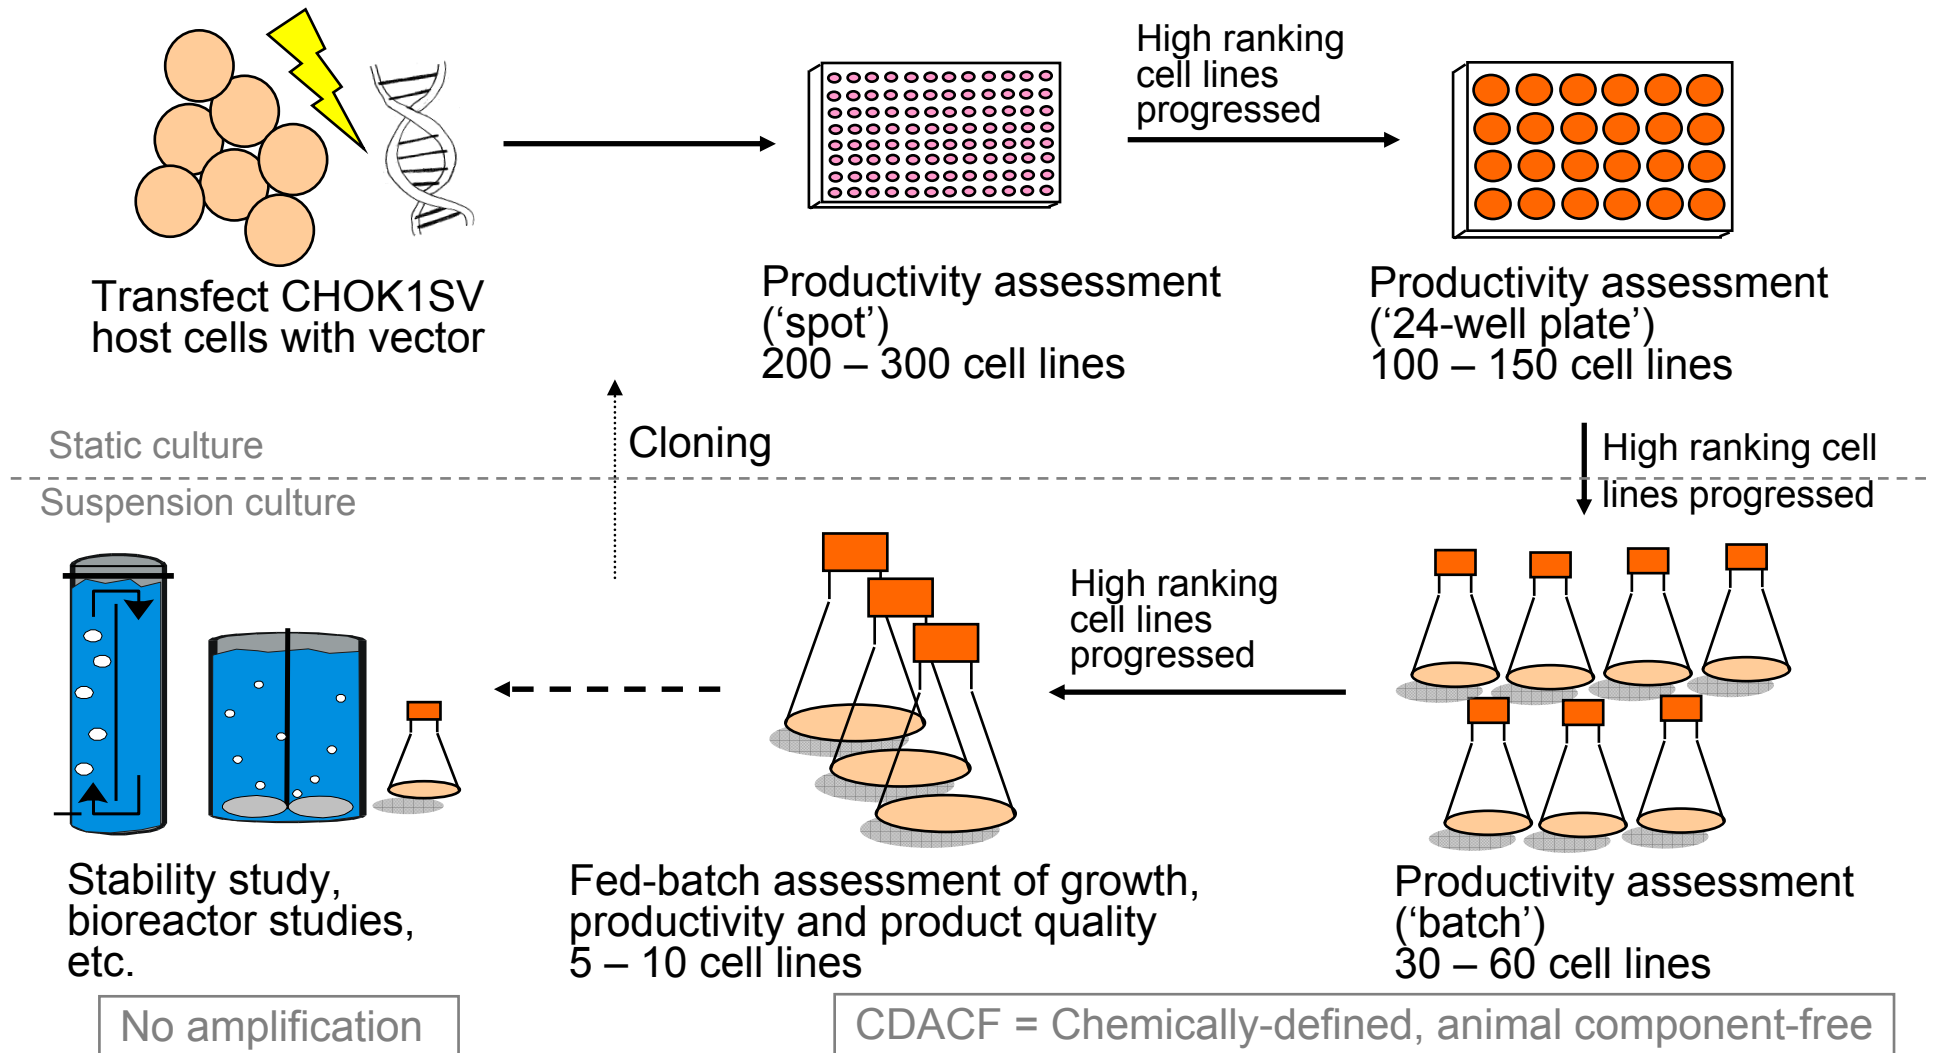 High ranking
cell lines
progressed
Transfect CHOK1SV
host cells with vector
Productivity assessment
(‘spot’)
200 – 300 cell lines
Productivity assessment
(‘24-well plate’)
100 – 150 cell lines
Static culture
Cloning
High ranking cell
lines progressed
Suspension culture
High ranking
cell lines
progressed
Stability study,
bioreactor studies,
etc.
Fed-batch assessment of growth,
productivity and product quality
5 – 10 cell lines
Productivity assessment
(‘batch’)
30 – 60 cell lines
No amplification
CDACF = Chemically-defined, animal component-free